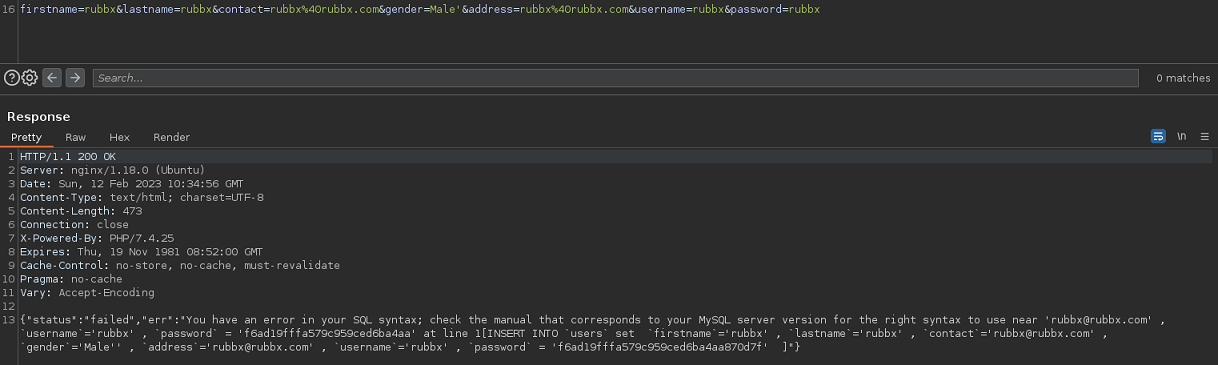 16 firstname=rubbx&lastname=rubbx&contact=rubbx%40rubbx.com&gender=Male'&address=rubbx%40rubbx.com&username=rubbx&password=rubbx
Search... 0 matches
Response
Pretty Raw Hex Render \n
1 HTTP/1.1 200 OK
2 Server: nginx/1.18.0 (Ubuntu)
3 Date: Sun, 12 Feb 2023 10:34:56 GMT
4 Content-Type: text/html; charset=UTF-8
5 Content-Length: 473
6 Connection: close
7 X-Powered-By: PHP/7.4.25
8 Expires: Thu, 19 Nov 1981 08:52:00 GMT
9 Cache-Control: no-store, no-cache, must-revalidate
10 Pragma: no-cache
11 Vary: Accept-Encoding
12
13 {"status":"failed","err":"You have an error in your SQL syntax; check the manual that corresponds to your MySQL server version for the right syntax to use near 'rubbx@rubbx.com' ,
`username`='rubbx' , `password` = 'f6ad19fffa579c959ced6ba4aa' at line 1[INSERT INTO `users` set  `firstname`='rubbx' , `lastname`='rubbx' , `contact`='rubbx@rubbx.com' ,
`gender`='Male'' , `address`='rubbx@rubbx.com' , `username`='rubbx' , `password` = 'f6ad19fffa579c959ced6ba4aa870d7f'  ]"}